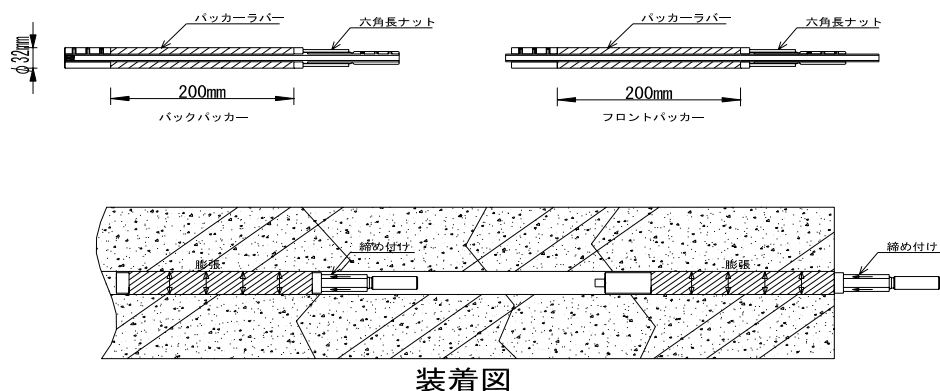 パッカーラバー
六角長ナット
φ32mm
200mm
バックパッカー
パッカーラバー
六角長ナット
200mm
フロントパッカー
膨張
締め付け
膨張
締め付け
装着図